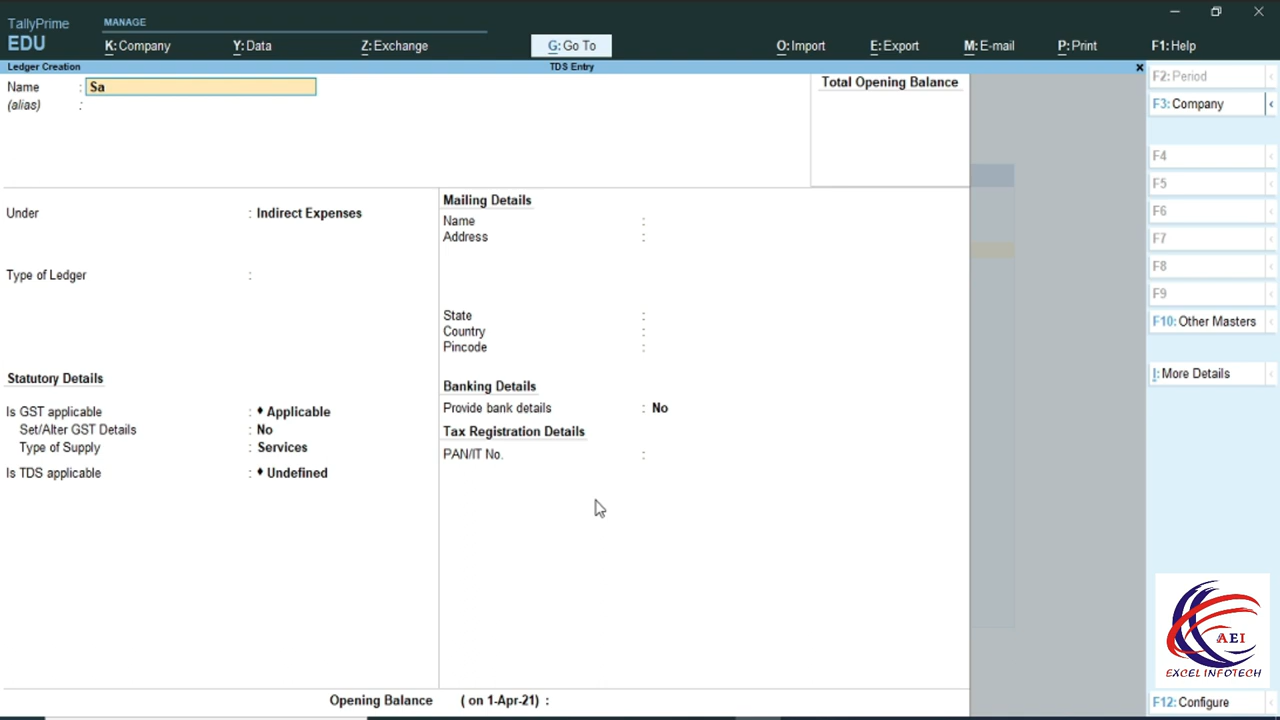 TallyPrime
EDU
MANAGE
K: Company
Y: Data
Z: Exchange
G: Go To
O: Import
E: Export
M: E-mail
P: Print
F1: Help
Ledger Creation
TDS Entry
x
Name : Sa
(alias) :
Total Opening Balance
Under : Indirect Expenses
Type of Ledger :
Mailing Details
Name :
Address :
State :
Country :
Pincode :
Statutory Details
Is GST applicable : ♦ Applicable
Set/Alter GST Details : No
Type of Supply : Services
Is TDS applicable : ♦ Undefined
Banking Details
Provide bank details : No
Tax Registration Details
PAN/IT No. :
Opening Balance ( on 1-Apr-21) :
F2: Period
F3: Company
F4
F5
F6
F7
F8
F9
F10: Other Masters
I: More Details
AEI
EXCEL INFOTECH
F12: Configure